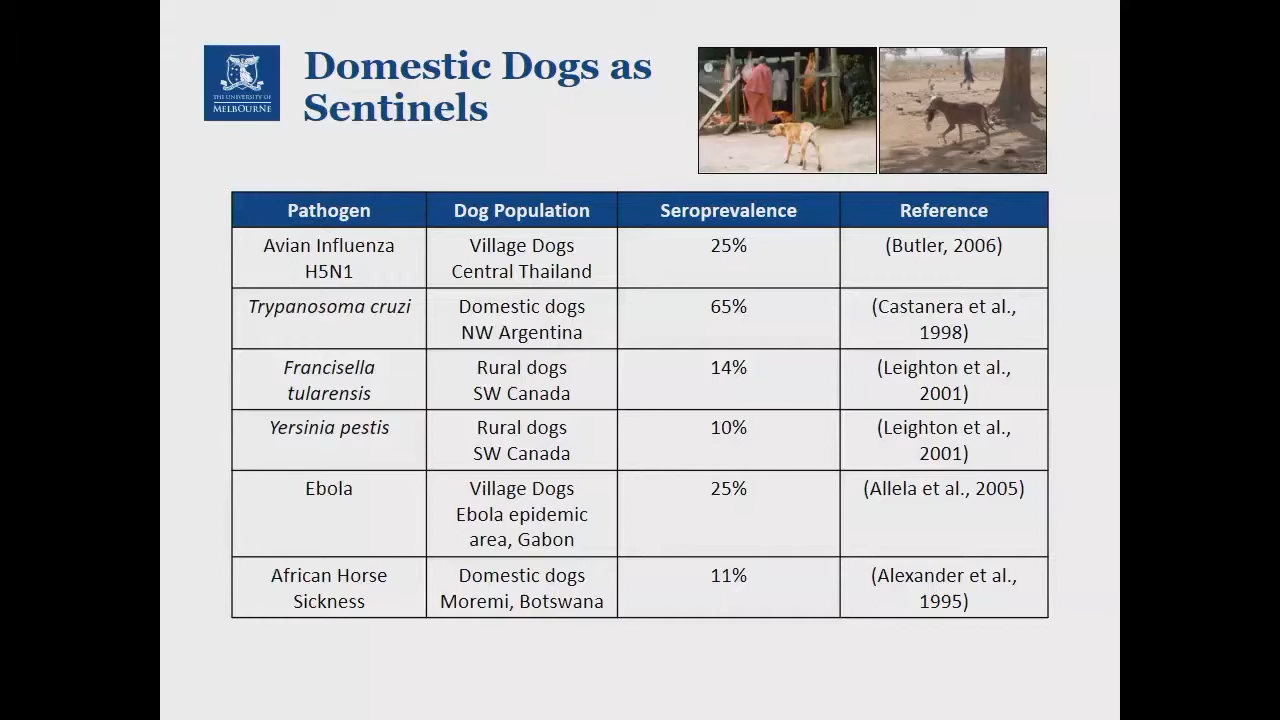 THE UNIVERSITY OF
MELBOURNE
Domestic Dogs as
Sentinels
Pathogen Dog Population Seroprevalence Reference
Avian Influenza
H5N1
Village Dogs
Central Thailand
25%
(Butler, 2006)
Trypanosoma cruzi
Domestic dogs
NW Argentina
65%
(Castanera et al.,
1998)
Francisella
tularensis
Rural dogs
SW Canada
14%
(Leighton et al.,
2001)
Yersinia pestis
Rural dogs
SW Canada
10%
(Leighton et al.,
2001)
Ebola
Village Dogs
Ebola epidemic
area, Gabon
25%
(Allela et al., 2005)
African Horse
Sickness
Domestic dogs
Moremi, Botswana
11%
(Alexander et al.,
1995)